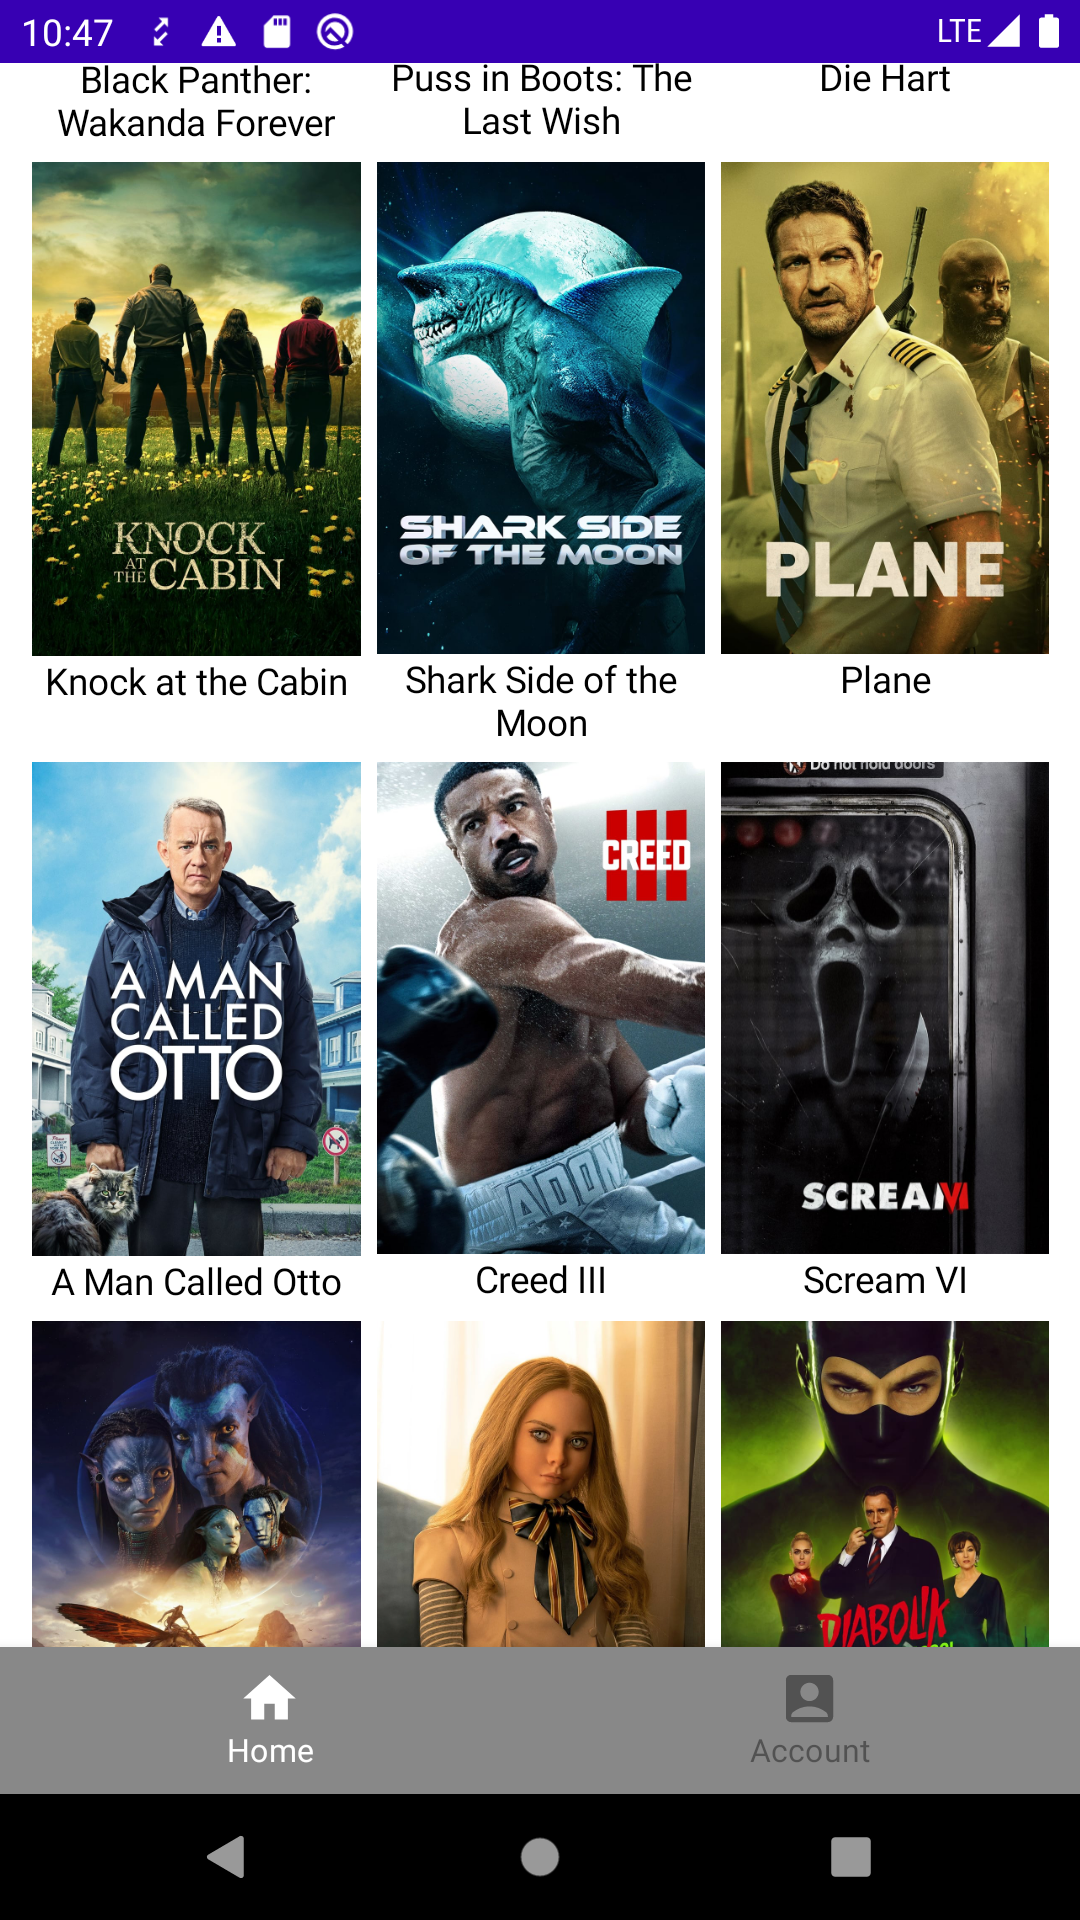 10:47
LTE
Black Panther:
Wakanda Forever
Puss in Boots: The
Last Wish
Die Hart
KNOCK
AT
THE CABIN
SHARK SIDE
OF THE MOON
PLANE
Knock at the Cabin
Shark Side of the
Moon
Plane
A MAN
CALLED
OTTO
CREED
III
ADON
Do not hold doors
SCREAM VI
A Man Called Otto
Creed III
Scream VI
DIABOLIK
Home
Account